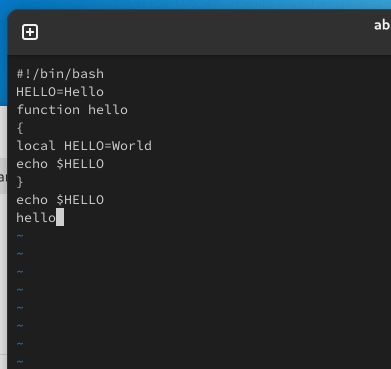 ab
#!/bin/bash
HELLO=Hello
function hello
{
local HELLO=World
echo $HELLO
}
echo $HELLO
hello
~
~
~
~
~
~
~
~